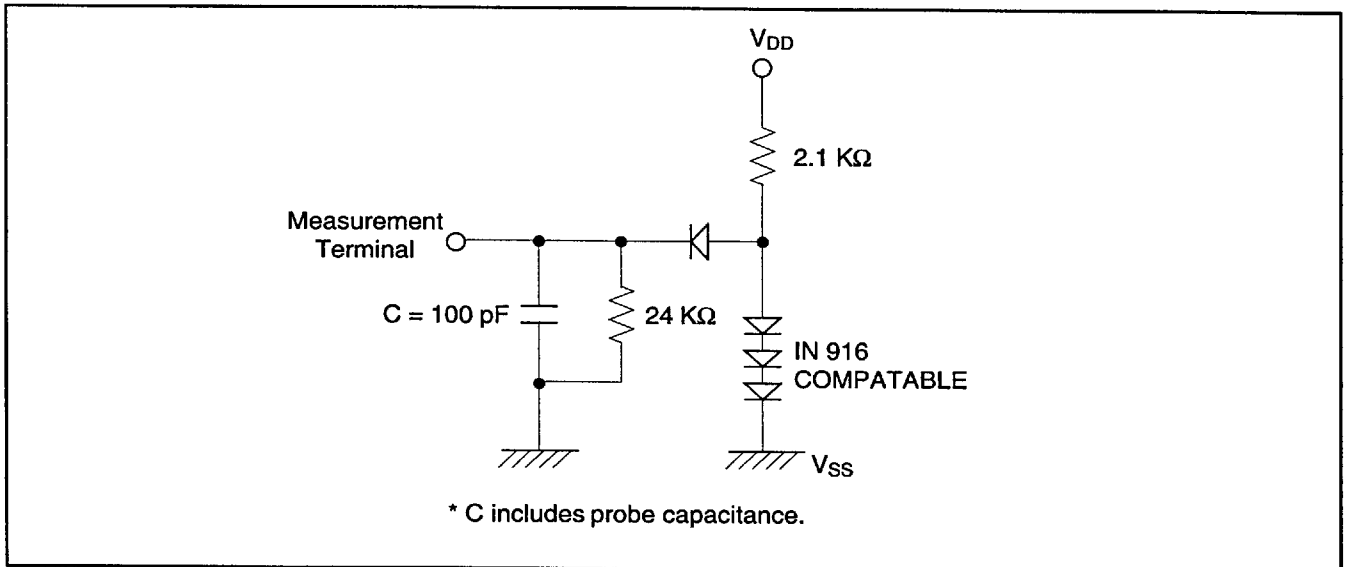 VDD
2.1 KΩ
Measurement
Terminal
C = 100 pF
24 KΩ
IN 916
COMPATABLE
VSS
* C includes probe capacitance.